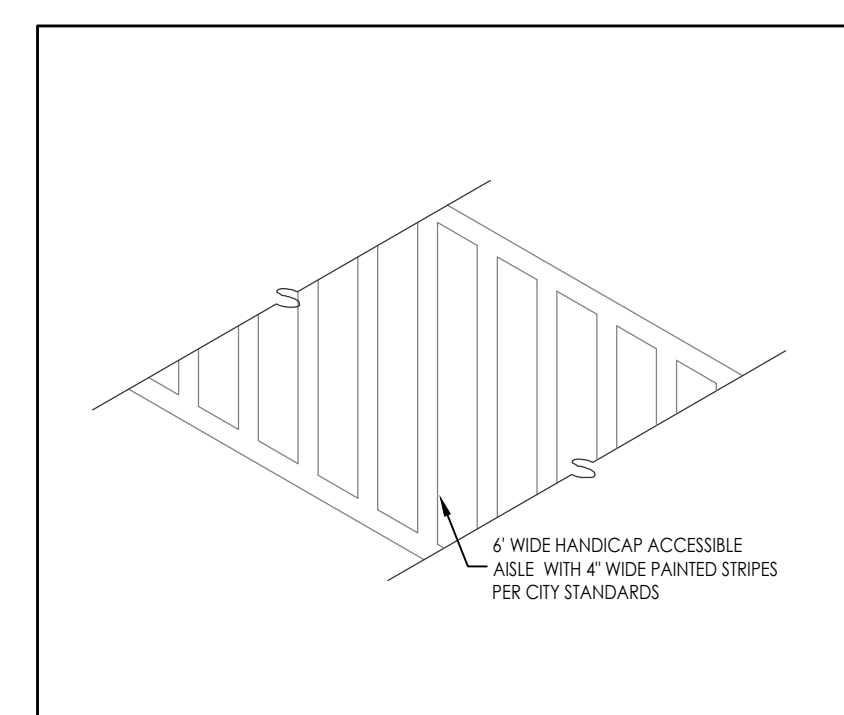 6' WIDE HANDICAP ACCESSIBLE
AISLE WITH 4" WIDE PAINTED STRIPES
PER CITY STANDARDS